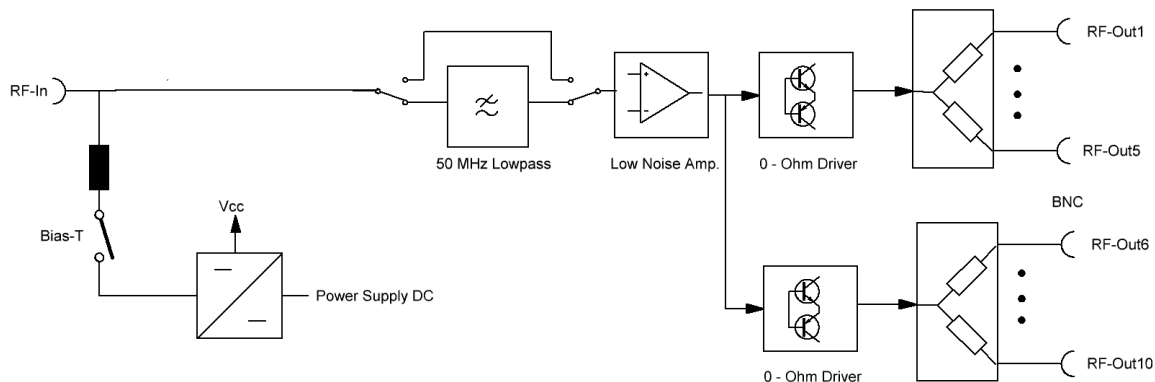 RF-In
50 MHz Lowpass
Low Noise Amp.
0 - Ohm Driver
RF-Out1
RF-Out5
BNC
Bias-T
Vcc
Power Supply DC
0 - Ohm Driver
RF-Out6
RF-Out10